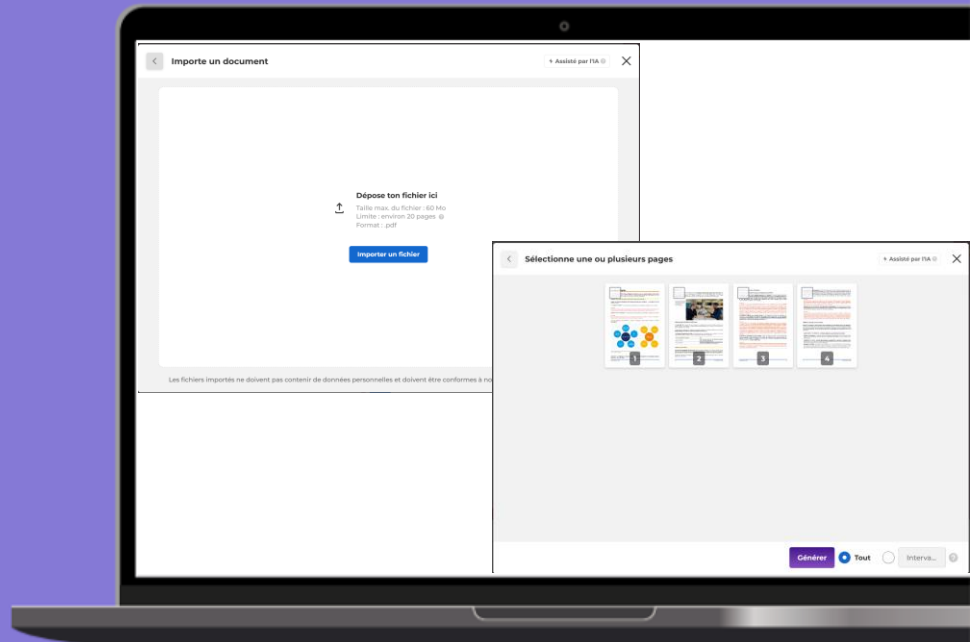 Importe un document
Assisté par l'IA
Dépose ton fichier ici
Taille max. du fichier : 60 Mo
Limite : environ 20 pages
Format : .pdf
Importer un fichier
Les fichiers importés ne doivent pas contenir de données personnelles et doivent être conformes à no
Sélectionne une ou plusieurs pages
Assisté par l'IA
1
2
3
4
Générer
Tout
Interva...